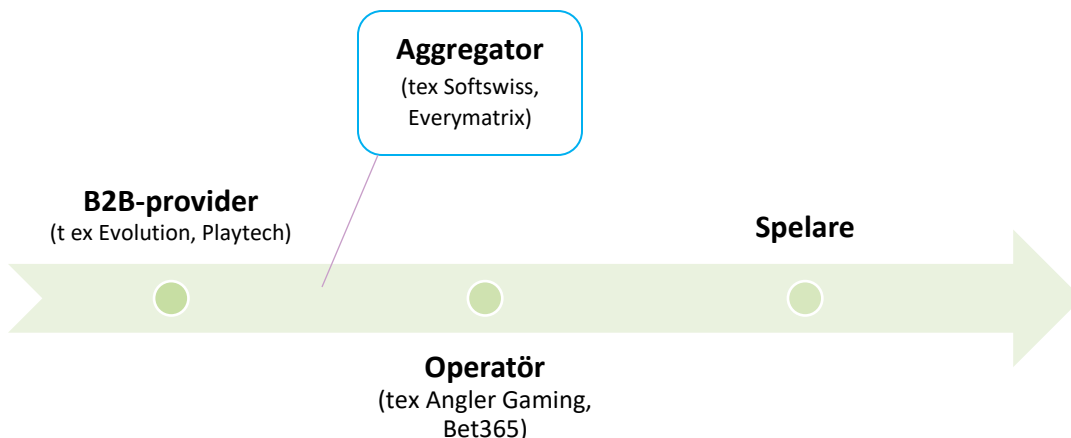 Aggregator
(tex Softswiss,
Everymatrix)
B2B-provider
(t ex Evolution, Playtech)
Spelare
Operatör
(tex Angler Gaming,
Bet365)